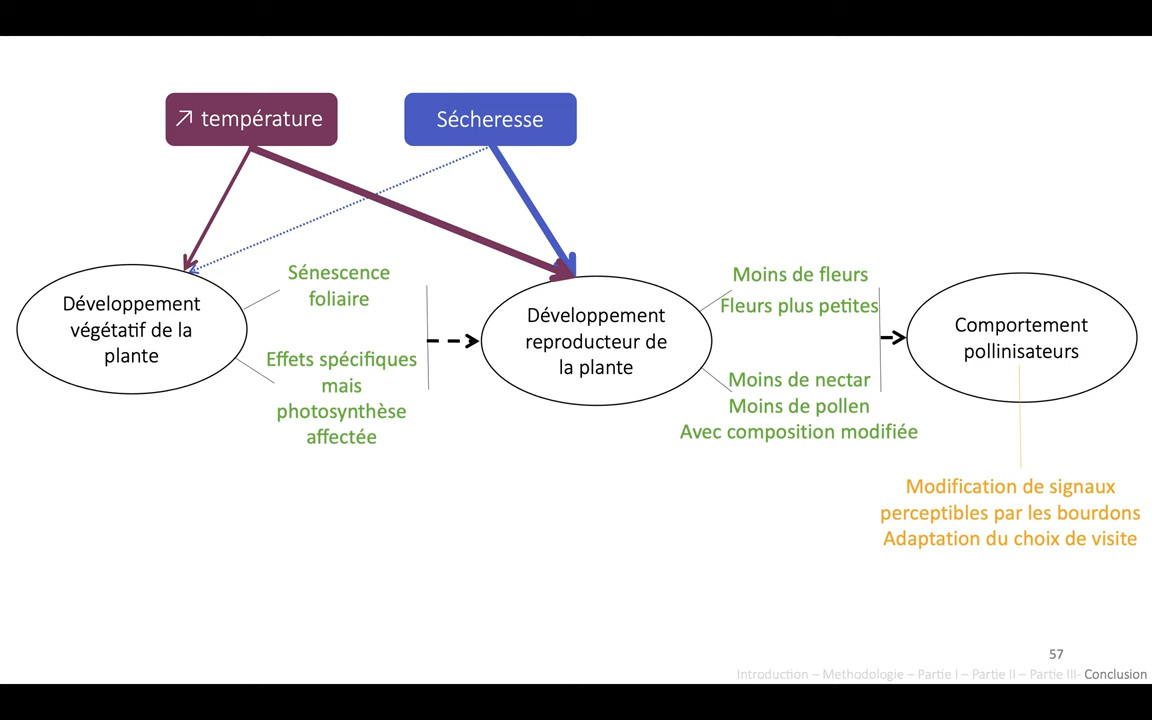 ↗ température
Sécheresse
Développement
végétatif de la
plante
Sénescence
foliaire
Effets spécifiques
mais
photosynthèse
affectée
Développement
reproducteur de
la plante
Moins de fleurs
Fleurs plus petites
Moins de nectar
Moins de pollen
Avec composition modifiée
Comportement
pollinisateurs
Modification de signaux
perceptibles par les bourdons
Adaptation du choix de visite
57
Introduction – Methodologie – Partie I – Partie II – Partie III- Conclusion